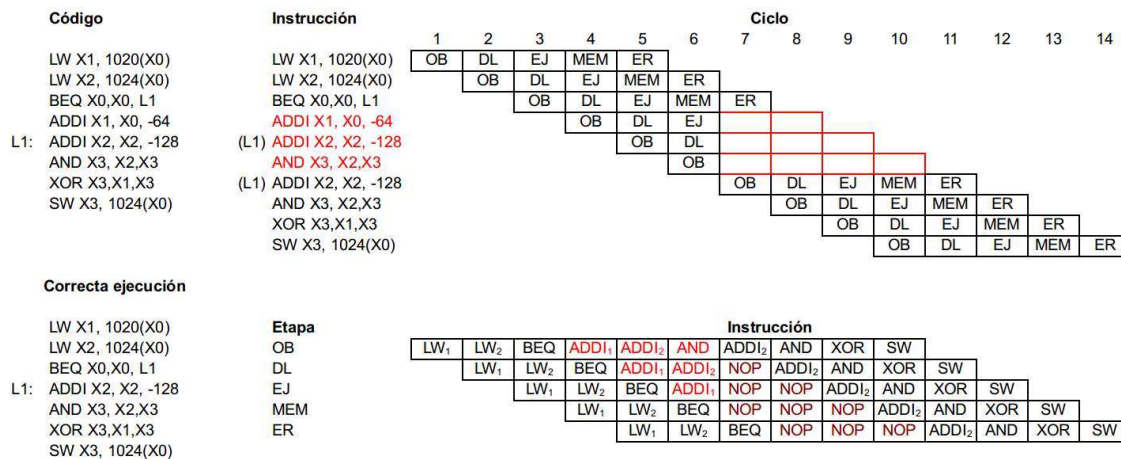 Código Instrucción Ciclo
1 2 3 4 5 6 7 8 9 10 11 12 13 14
LW X1, 1020(X0) LW X1, 1020(X0) OB DL EJ MEM ER
LW X2, 1024(X0) LW X2, 1024(X0) OB DL EJ MEM ER
BEQ X0,X0, L1 BEQ X0,X0, L1 OB DL EJ MEM ER
ADDI X1, X0, -64 ADDI X1, X0, -64 OB DL EJ
L1: ADDI X2, X2, -128 (L1) ADDI X2, X2, -128 OB DL
AND X3, X2,X3 AND X3, X2,X3 OB
XOR X3,X1,X3 (L1) ADDI X2, X2, -128 OB DL EJ MEM ER
SW X3, 1024(X0) AND X3, X2,X3 OB DL EJ MEM ER
XOR X3,X1,X3 OB DL EJ MEM ER
SW X3, 1024(X0) OB DL EJ MEM ER
Correcta ejecución
LW X1, 1020(X0) Etapa Instrucción
LW X2, 1024(X0) OB LW₁ LW₂ BEQ ADDI₁ ADDI₂ AND ADDI₂ AND XOR SW
BEQ X0,X0, L1 DL LW₁ LW₂ BEQ ADDI₁ ADDI₂ NOP ADDI₂ AND XOR SW
L1: ADDI X2, X2, -128 EJ LW₁ LW₂ BEQ ADDI₁ NOP NOP ADDI₂ AND XOR SW
AND X3, X2,X3 MEM LW₁ LW₂ BEQ NOP NOP NOP ADDI₂ AND XOR SW
XOR X3,X1,X3 ER LW₁ LW₂ BEQ NOP NOP NOP ADDI₂ AND XOR SW
SW X3, 1024(X0)